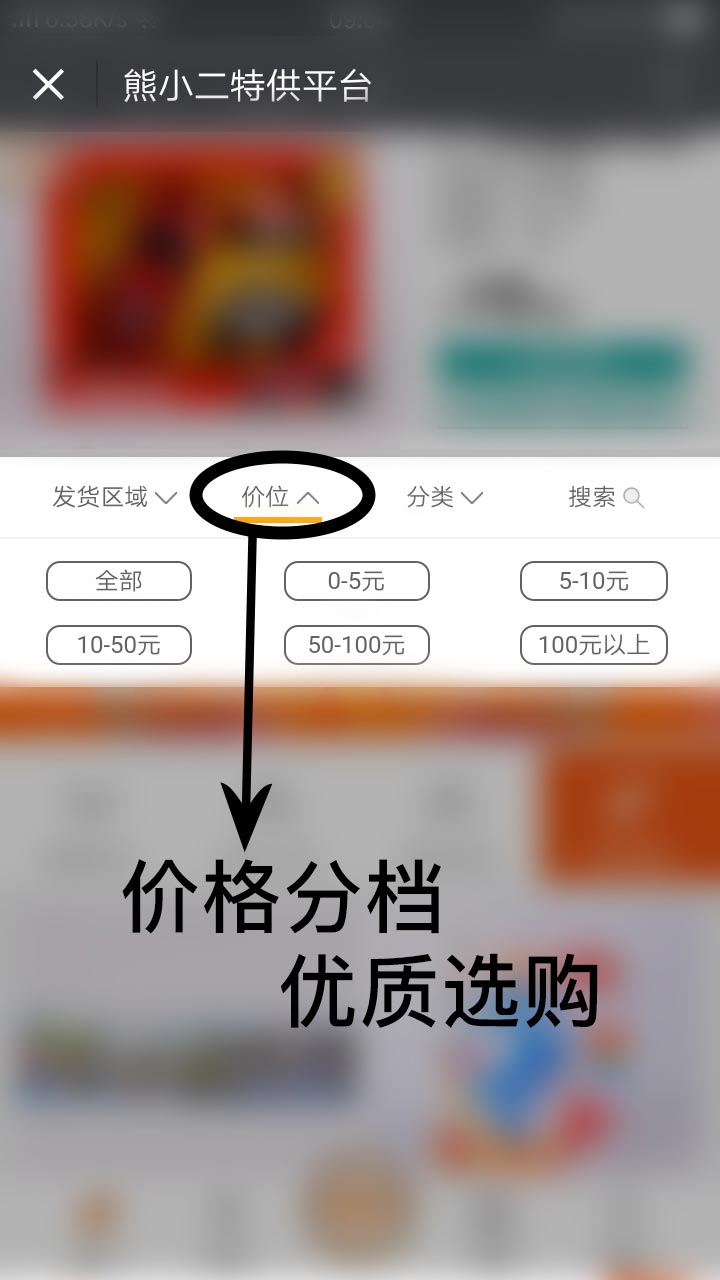 熊小二特供平台
发货区域 价位 分类 搜索
全部 0-5元 5-10元
10-50元 50-100元 100元以上
价格分档
优质选购